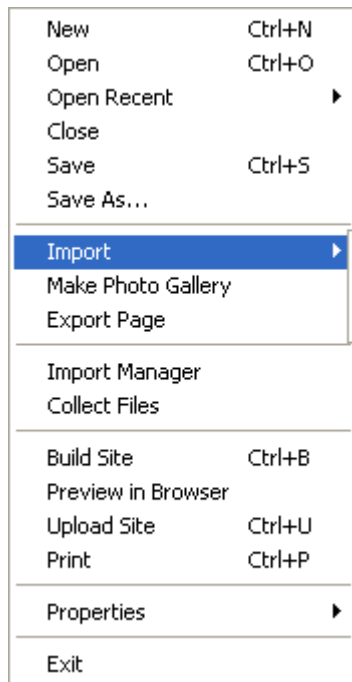 New Ctrl+N
Open Ctrl+O
Open Recent
Close
Save Ctrl+S
Save As...
Import
Make Photo Gallery
Export Page
Import Manager
Collect Files
Build Site Ctrl+B
Preview in Browser
Upload Site Ctrl+U
Print Ctrl+P
Properties
Exit